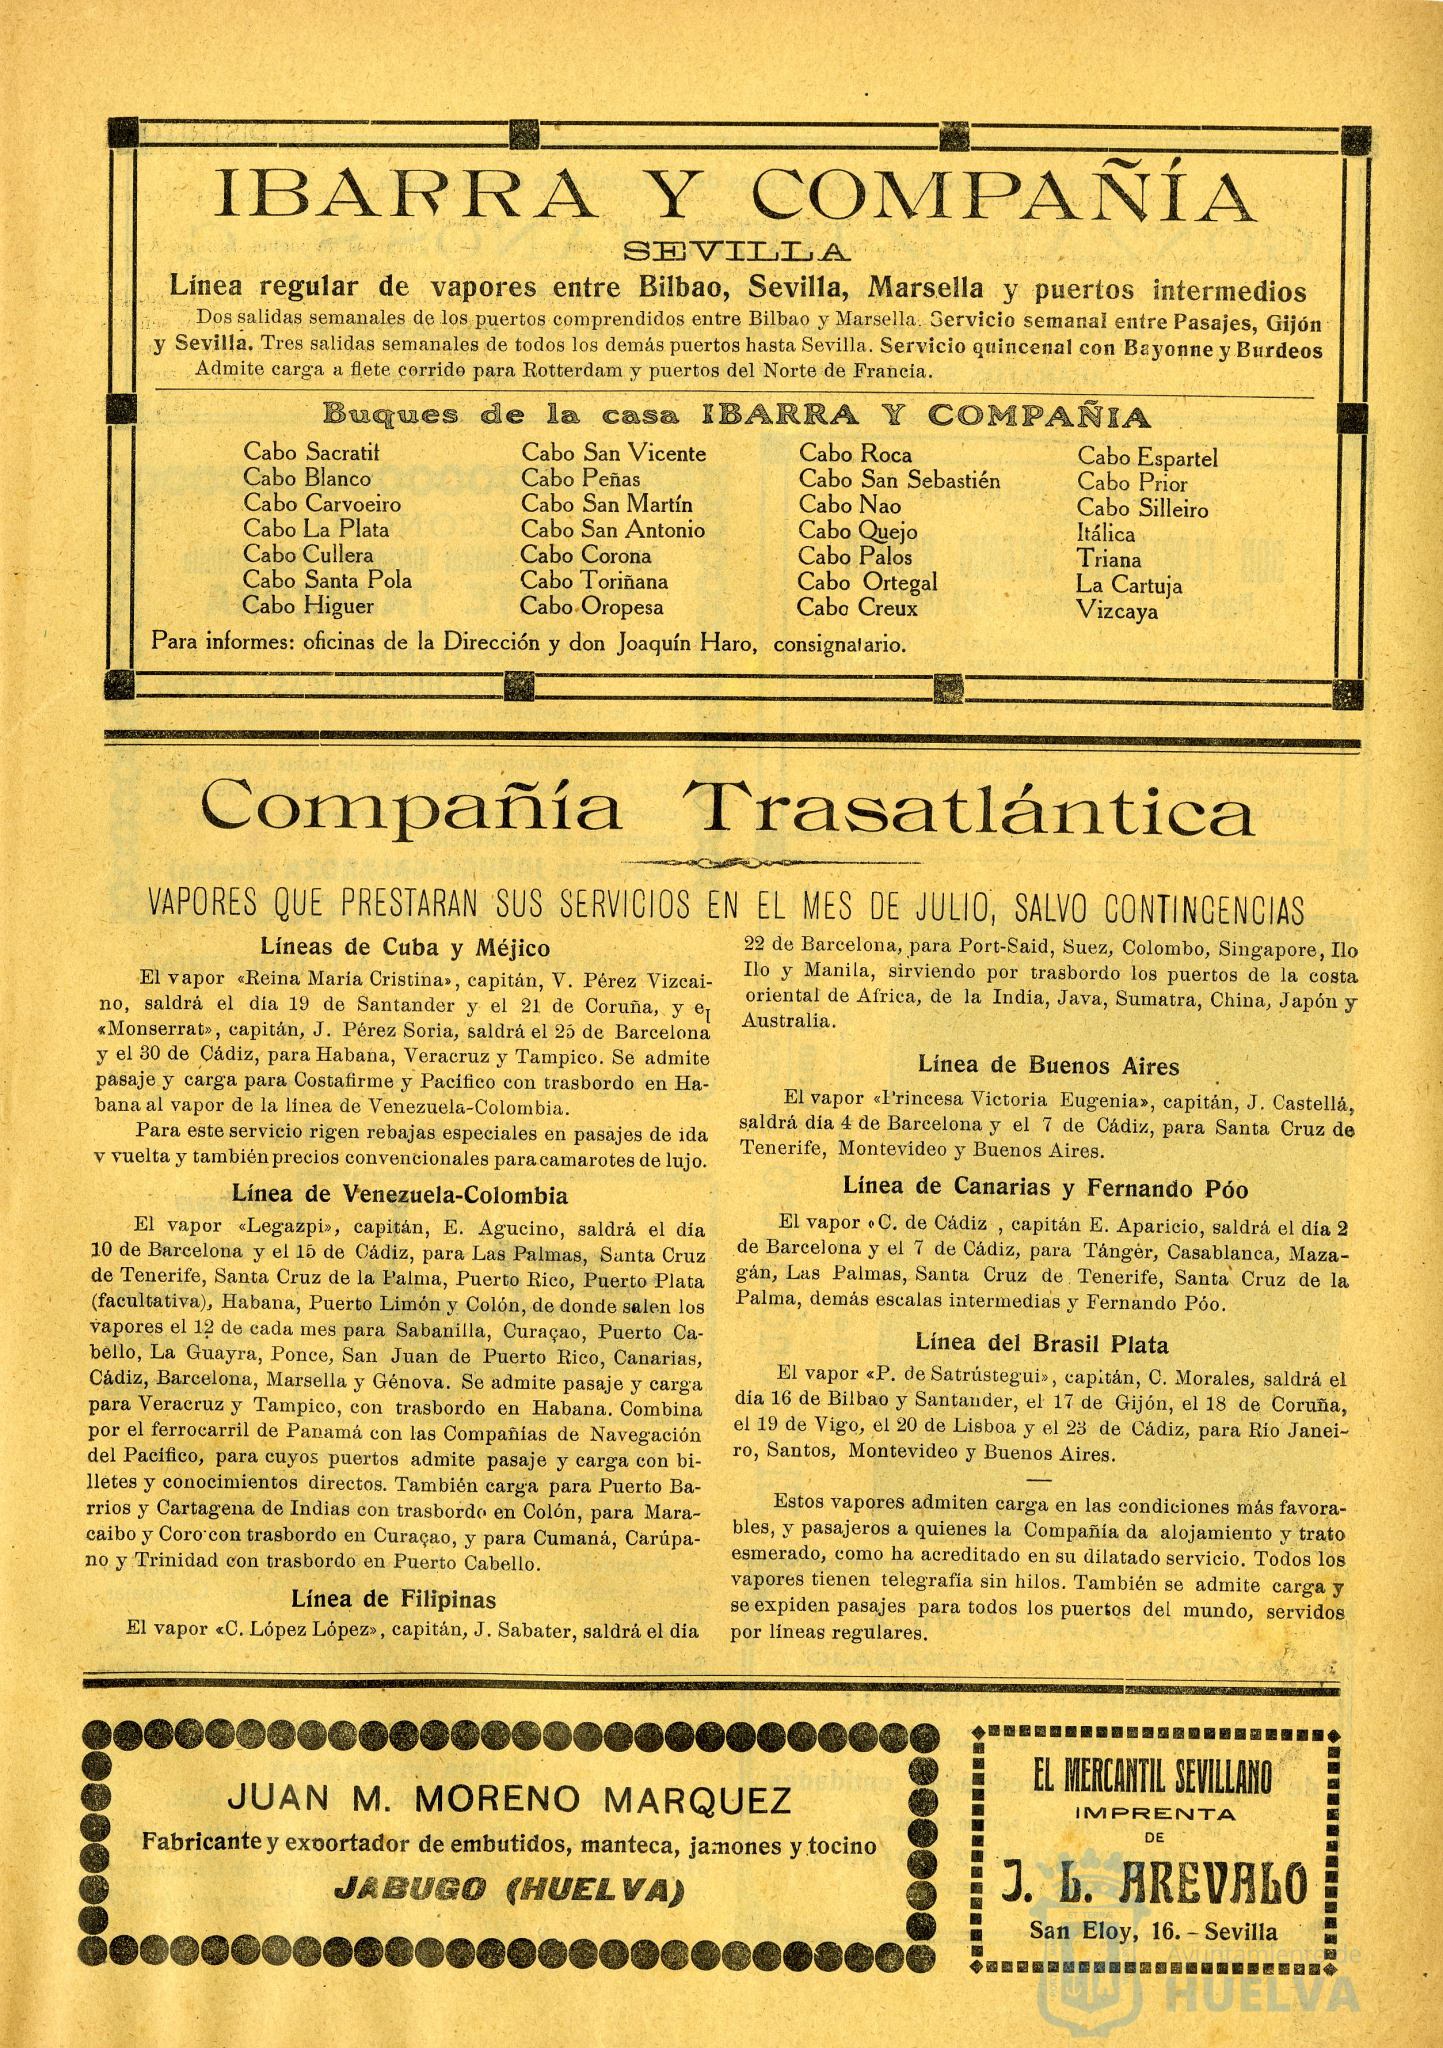 IBARRA Y COMPAÑÍA
SEVILLA
Línea regular de vapores entre Bilbao, Sevilla, Marsella y puertos intermedios
Dos salidas semanales de los puertos comprendidos entre Bilbao y Marsella. Servicio semanal entre Pasajes, Gijón
y Sevilla. Tres salidas semanales de todos los demás puertos hasta Sevilla. Servicio quincenal con Bayonne y Burdeos
Admite carga a flete corrido para Rotterdam y puertos del Norte de Francia.
Buques de la casa IBARRA Y COMPAÑIA
Cabo Sacratif
Cabo Blanco
Cabo Carvoeiro
Cabo La Plata
Cabo Cullera
Cabo Santa Pola
Cabo Higuer
Cabo San Vicente
Cabo Peñas
Cabo San Martín
Cabo San Antonio
Cabo Corona
Cabo Toriñana
Cabo Oropesa
Cabo Roca
Cabo San Sebastién
Cabo Nao
Cabo Quejo
Cabo Palos
Cabo Ortegal
Cabo Creux
Cabo Espartel
Cabo Prior
Cabo Silleiro
Itálica
Triana
La Cartuja
Vizcaya
Para informes: oficinas de la Dirección y don Joaquín Haro, consignatario.
Compañía Trasatlántica
VAPORES QUE PRESTARAN SUS SERVICIOS EN EL MES DE JULIO, SALVO CONTINGENCIAS
Líneas de Cuba y Méjico
El vapor «Reina María Cristina», capitán, V. Pérez Vizcai-
no, saldrá el día 19 de Santander y el 21 de Coruña, y el
«Monserrat», capitán, J. Pérez Soria, saldrá el 25 de Barcelona
y el 30 de Cádiz, para Habana, Veracruz y Tampico. Se admite
pasaje y carga para Costafirme y Pacífico con trasbordo en Ha-
bana al vapor de la línea de Venezuela-Colombia.
Para este servicio rigen rebajas especiales en pasajes de ida
v vuelta y también precios convencionales para camarotes de lujo.
Línea de Venezuela-Colombia
El vapor «Legazpi», capitán, E. Agucino, saldrá el día
10 de Barcelona y el 15 de Cádiz, para Las Palmas, Santa Cruz
de Tenerife, Santa Cruz de la Palma, Puerto Rico, Puerto Plata
(facultativa), Habana, Puerto Limón y Colón, de donde salen los
vapores el 12 de cada mes para Sabanilla, Curaçao, Puerto Ca-
bello, La Guayra, Ponce, San Juan de Puerto Rico, Canarias,
Cádiz, Barcelona, Marsella y Génova. Se admite pasaje y carga
para Veracruz y Tampico, con trasbordo en Habana. Combina
por el ferrocarril de Panamá con las Compañías de Navegación
del Pacífico, para cuyos puertos admite pasaje y carga con bi-
lletes y conocimientos directos. También carga para Puerto Ba-
rrios y Cartagena de Indias con trasbordo en Colón, para Mara-
caibo y Coro con trasbordo en Curaçao, y para Cumaná, Carúpa-
no y Trinidad con trasbordo en Puerto Cabello.
Línea de Filipinas
El vapor «C. López López», capitán, J. Sabater, saldrá el día
22 de Barcelona, para Port-Said, Suez, Colombo, Singapore, Ilo
Ilo y Manila, sirviendo por trasbordo los puertos de la costa
oriental de Africa, de la India, Java, Sumatra, China, Japón y
Australia.
Línea de Buenos Aires
El vapor «Princesa Victoria Eugenia», capitán, J. Castellá,
saldrá día 4 de Barcelona y el 7 de Cádiz, para Santa Cruz de
Tenerife, Montevideo y Buenos Aires.
Línea de Canarias y Fernando Póo
El vapor «C. de Cádiz , capitán E. Aparicio, saldrá el día 2
de Barcelona y el 7 de Cádiz, para Tánger, Casablanca, Maza-
gán, Las Palmas, Santa Cruz de Tenerife, Santa Cruz de la
Palma, demás escalas intermedias y Fernando Póo.
Línea del Brasil Plata
El vapor «P. de Satrústegui», capitán, C. Morales, saldrá el
día 16 de Bilbao y Santander, el 17 de Gijón, el 18 de Coruña,
el 19 de Vigo, el 20 de Lisboa y el 23 de Cádiz, para Río Janei-
ro, Santos, Montevideo y Buenos Aires.
Estos vapores admiten carga en las condiciones más favora-
bles, y pasajeros a quienes la Compañía da alojamiento y trato
esmerado, como ha acreditado en su dilatado servicio. Todos los
vapores tienen telegrafía sin hilos. También se admite carga y
se expiden pasajes para todos los puertos del mundo, servidos
por líneas regulares.
JUAN M. MORENO MARQUEZ
Fabricante y exportador de embutidos, manteca, jamones y tocino
JABUGO (HUELVA)
EL MERCANTIL SEVILLANO
IMPRENTA
DE
J. L. AREVALO
San Eloy, 16. - Sevilla
Ayuntamiento de
HUELVA